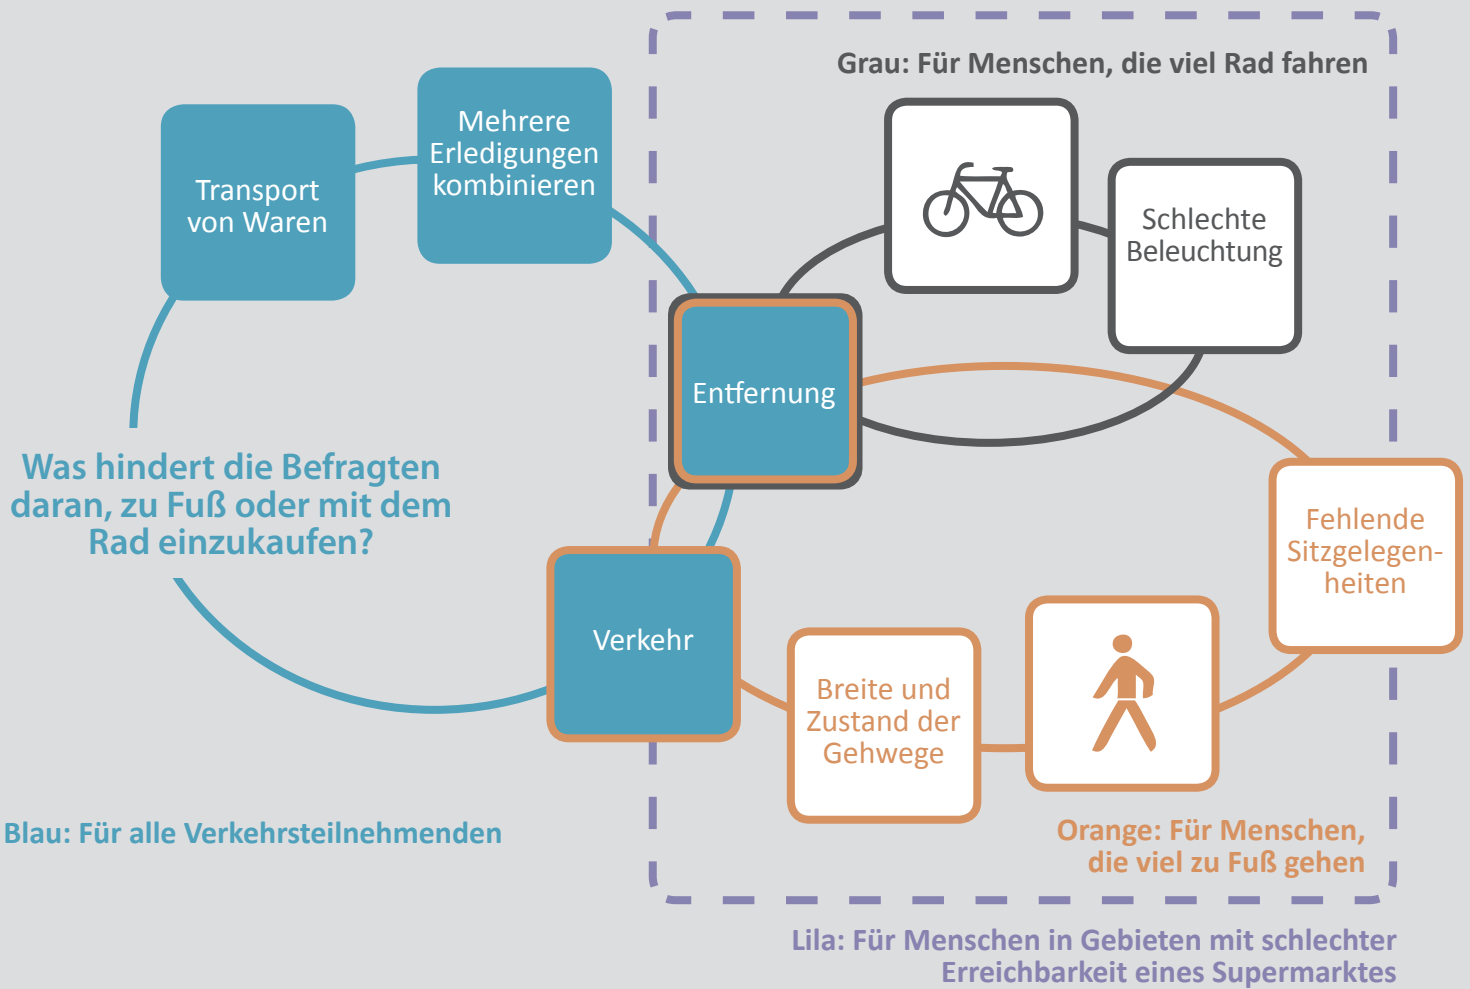 Grau: Für Menschen, die viel Rad fahren
Mehrere
Erledigungen
kombinieren
Transport
von Waren
Schlechte
Beleuchtung
Entfernung
Was hindert die Befragten
daran, zu Fuß oder mit dem
Rad einzukaufen?
Fehlende
Sitzgelegen-
heiten
Verkehr
Breite und
Zustand der
Gehwege
Blau: Für alle Verkehrsteilnehmenden
Orange: Für Menschen,
die viel zu Fuß gehen
Lila: Für Menschen in Gebieten mit schlechter
Erreichbarkeit eines Supermarktes